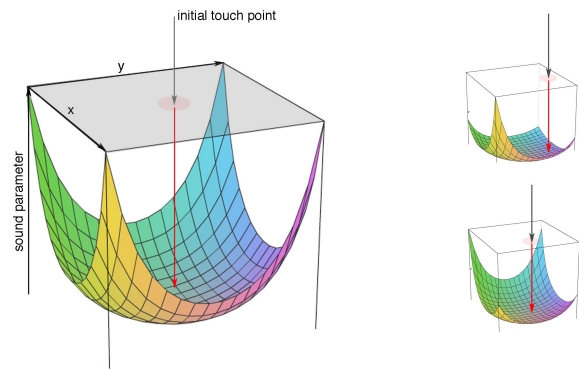 initial touch point
y
x
sound parameter